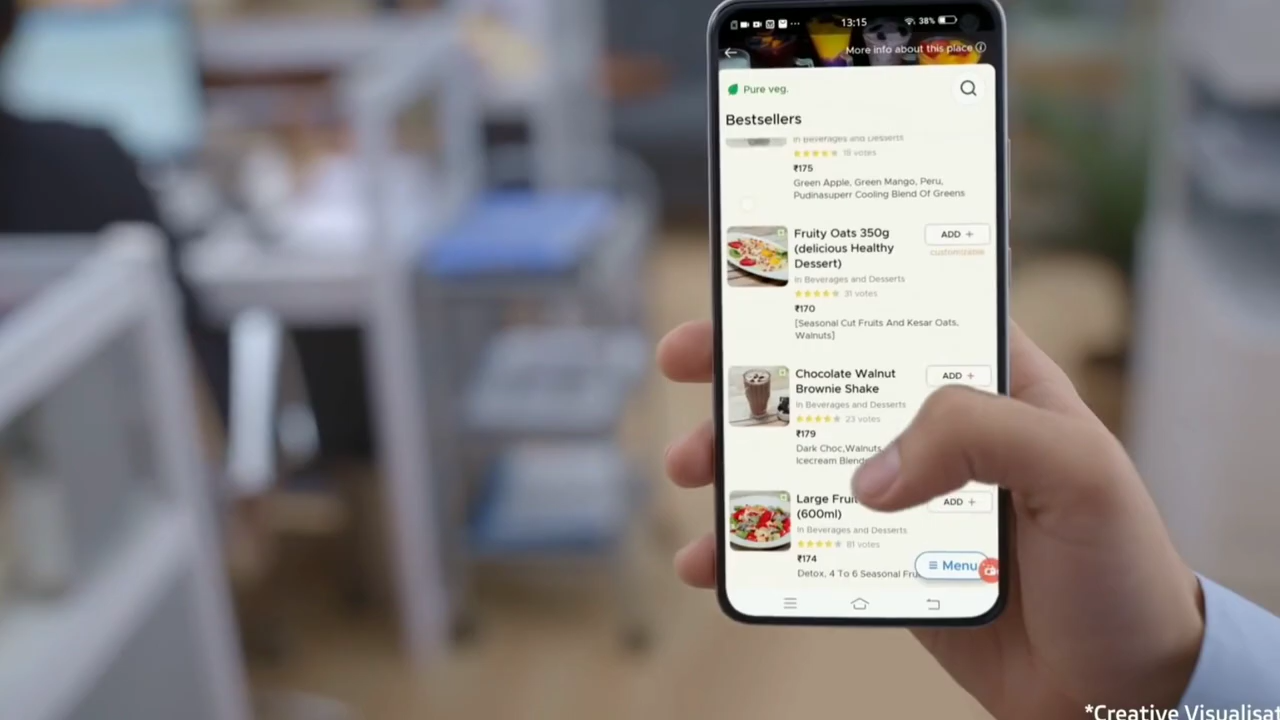 13:15
38%
More info about this place
Pure veg.
Bestsellers
In Beverages and Desserts
votes
₹175
Green Apple, Green Mango, Peru,
Pudinasuperr Cooling Blend Of Greens
Fruity Oats 350g
(delicious Healthy
Dessert)
ADD +
customizable
In Beverages and Desserts
31 votes
₹170
[Seasonal Cut Fruits And Kesar Oats,
Walnuts]
Chocolate Walnut
Brownie Shake
ADD +
In Beverages and Desserts
23 votes
₹179
Dark Choc,Walnuts,
Icecream Blend
Large
(600ml)
ADD +
In Beverages and Desserts
81 votes
₹174
Detox, 4 To 6 Seasonal
Menu
*Creative